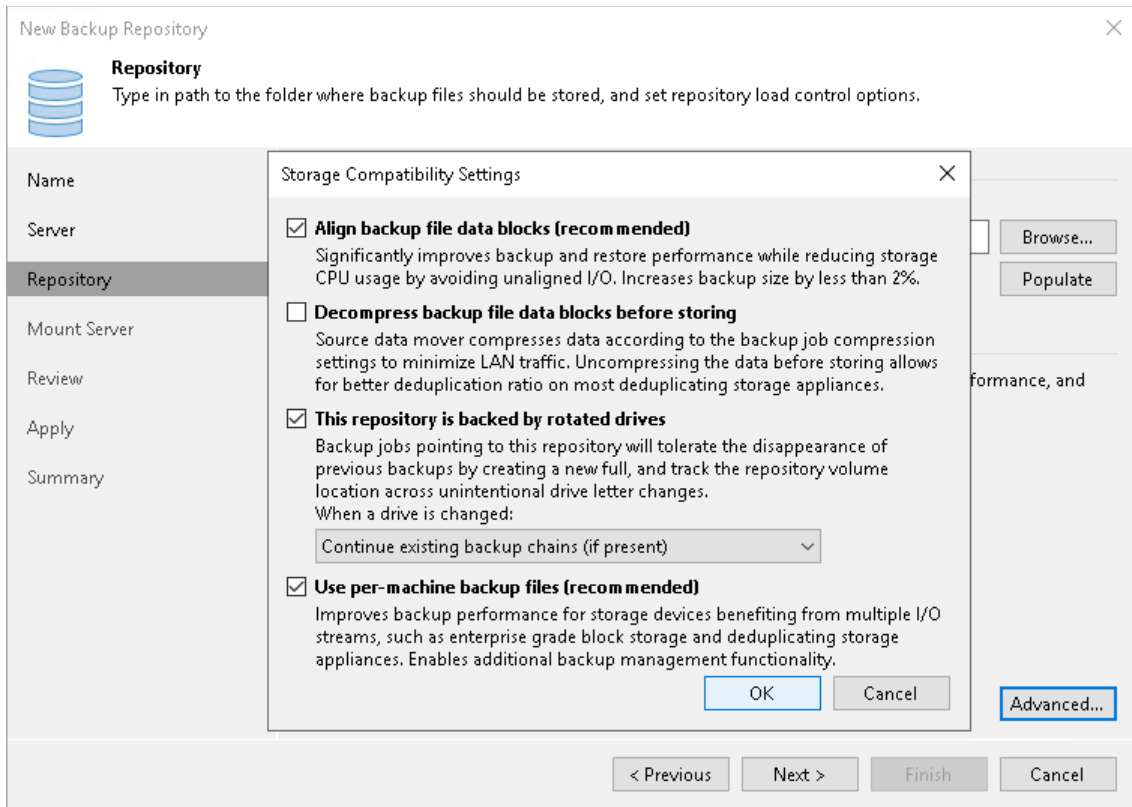 New Backup Repository
Repository
Type in path to the folder where backup files should be stored, and set repository load control options.
Name
Server
Repository
Mount Server
Review
Apply
Summary
Storage Compatibility Settings
Align backup file data blocks (recommended)
Significantly improves backup and restore performance while reducing storage
CPU usage by avoiding unaligned I/O. Increases backup size by less than 2%.
Decompress backup file data blocks before storing
Source data mover compresses data according to the backup job compression
settings to minimize LAN traffic. Uncompressing the data before storing allows
for better deduplication ratio on most deduplicating storage appliances.
This repository is backed by rotated drives
Backup jobs pointing to this repository will tolerate the disappearance of
previous backups by creating a new full, and track the repository volume
location across unintentional drive letter changes.
When a drive is changed:
Continue existing backup chains (if present)
Use per-machine backup files (recommended)
Improves backup performance for storage devices benefiting from multiple I/O
streams, such as enterprise grade block storage and deduplicating storage
appliances. Enables additional backup management functionality.
OK
Cancel
Browse...
Populate
formance, and
Advanced...
< Previous
Next >
Finish
Cancel